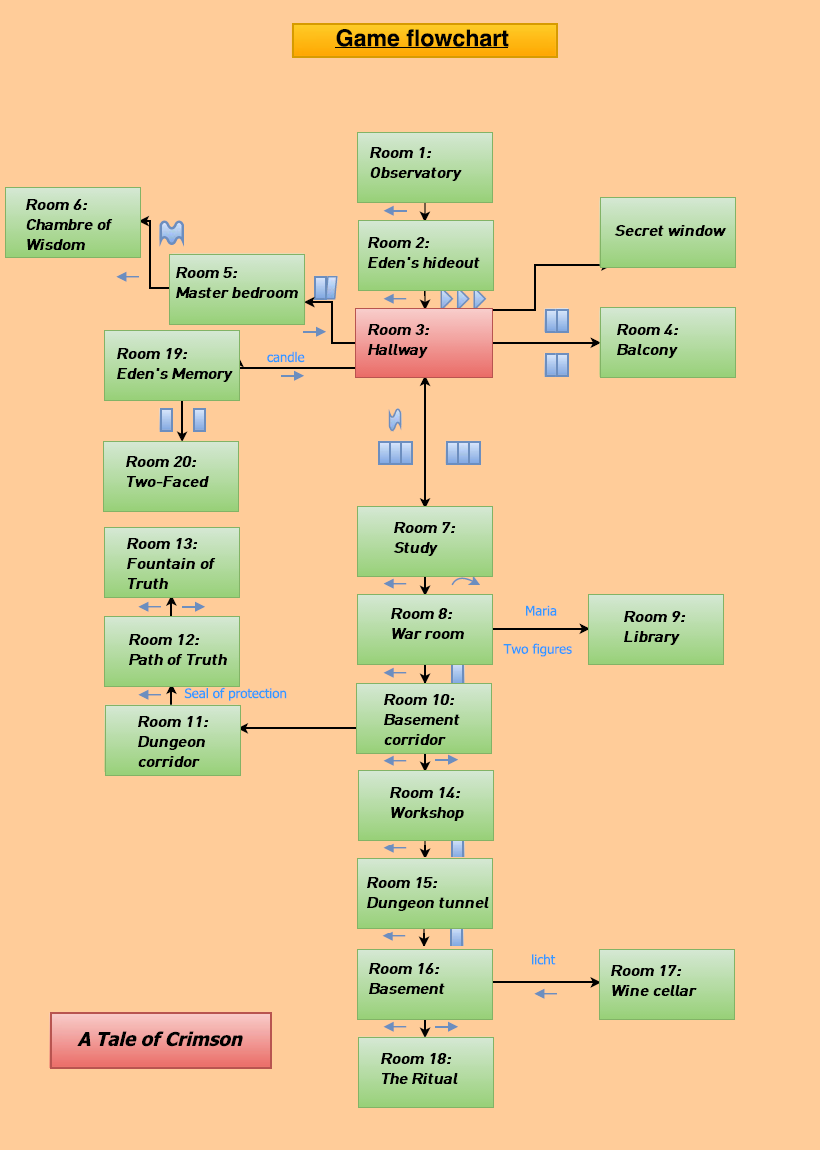 Game flowchart
Room 1:
Observatory
Room 6:
Chambre of
Wisdom
Secret window
Room 2:
Eden's hideout
Room 5:
Master bedroom
Room 3:
Hallway
Room 4:
Balcony
Room 19:
Eden's Memory
candle
Room 20:
Two-Faced
Room 7:
Study
Room 13:
Fountain of
Truth
Room 8:
War room
Maria
Two figures
Room 9:
Library
Room 12:
Path of Truth
Seal of protection
Room 10:
Basement
corridor
Room 11:
Dungeon
corridor
Room 14:
Workshop
Room 15:
Dungeon tunnel
Room 16:
Basement
licht
Room 17:
Wine cellar
A Tale of Crimson
Room 18:
The Ritual